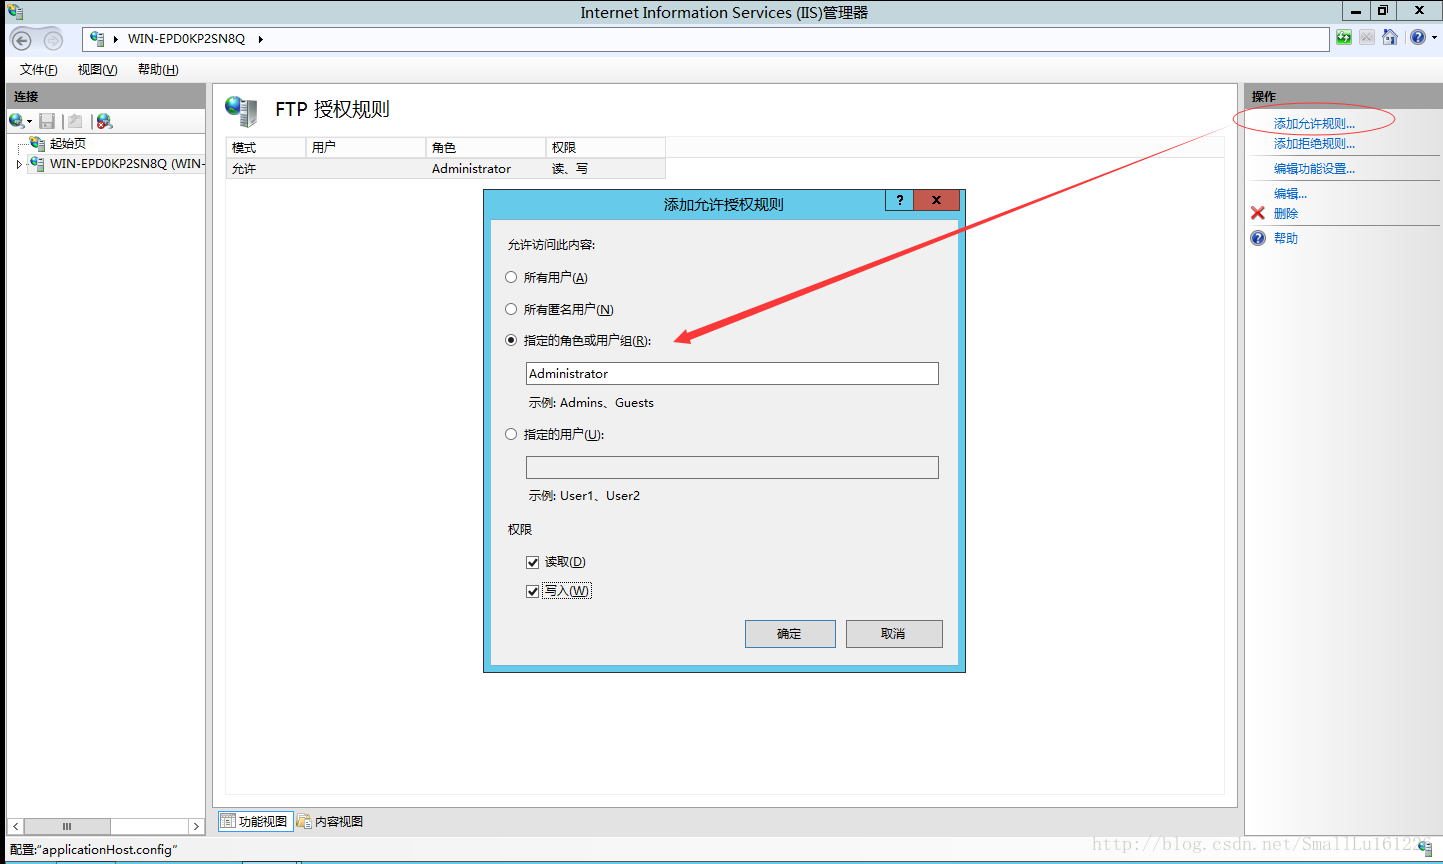 Internet Information Services (IIS)管理器
WIN-EPD0KP2SN8Q
文件(F) 视图(V) 帮助(H)
连接
起始页
WIN-EPD0KP2SN8Q (WIN-
FTP 授权规则
模式 用户 角色 权限
允许 Administrator 读、写
添加允许授权规则
?
允许访问此内容:
所有用户(A)
所有匿名用户(N)
指定的角色或用户组(R):
Administrator
示例: Admins、Guests
指定的用户(U):
示例: User1、User2
权限
读取(D)
写入(W)
确定 取消
操作
添加允许规则...
添加拒绝规则...
编辑功能设置...
编辑...
删除
帮助
功能视图 内容视图
配置:“applicationHost.config”
http://blog.csdn.net/SmallLu161226